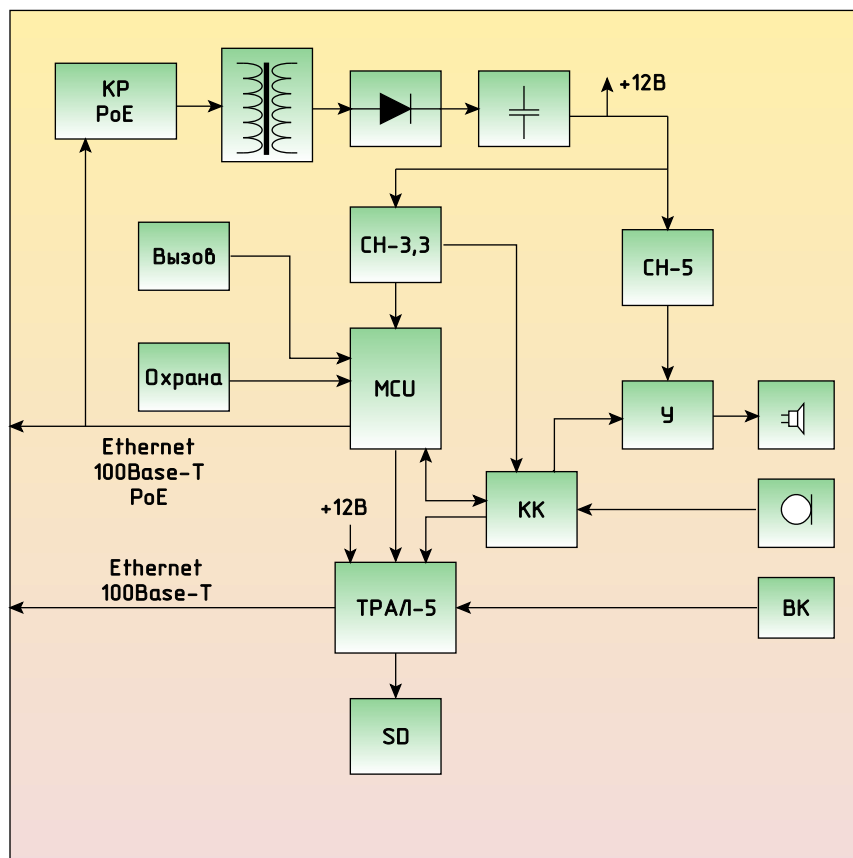 КР
PoE
+12В
СН-3,3
Вызов
СН-5
MCU
Охрана
У
Ethernet
100Base-T
PoE
+12В
КК
Ethernet
100Base-T
ТРАЛ-5
ВК
SD